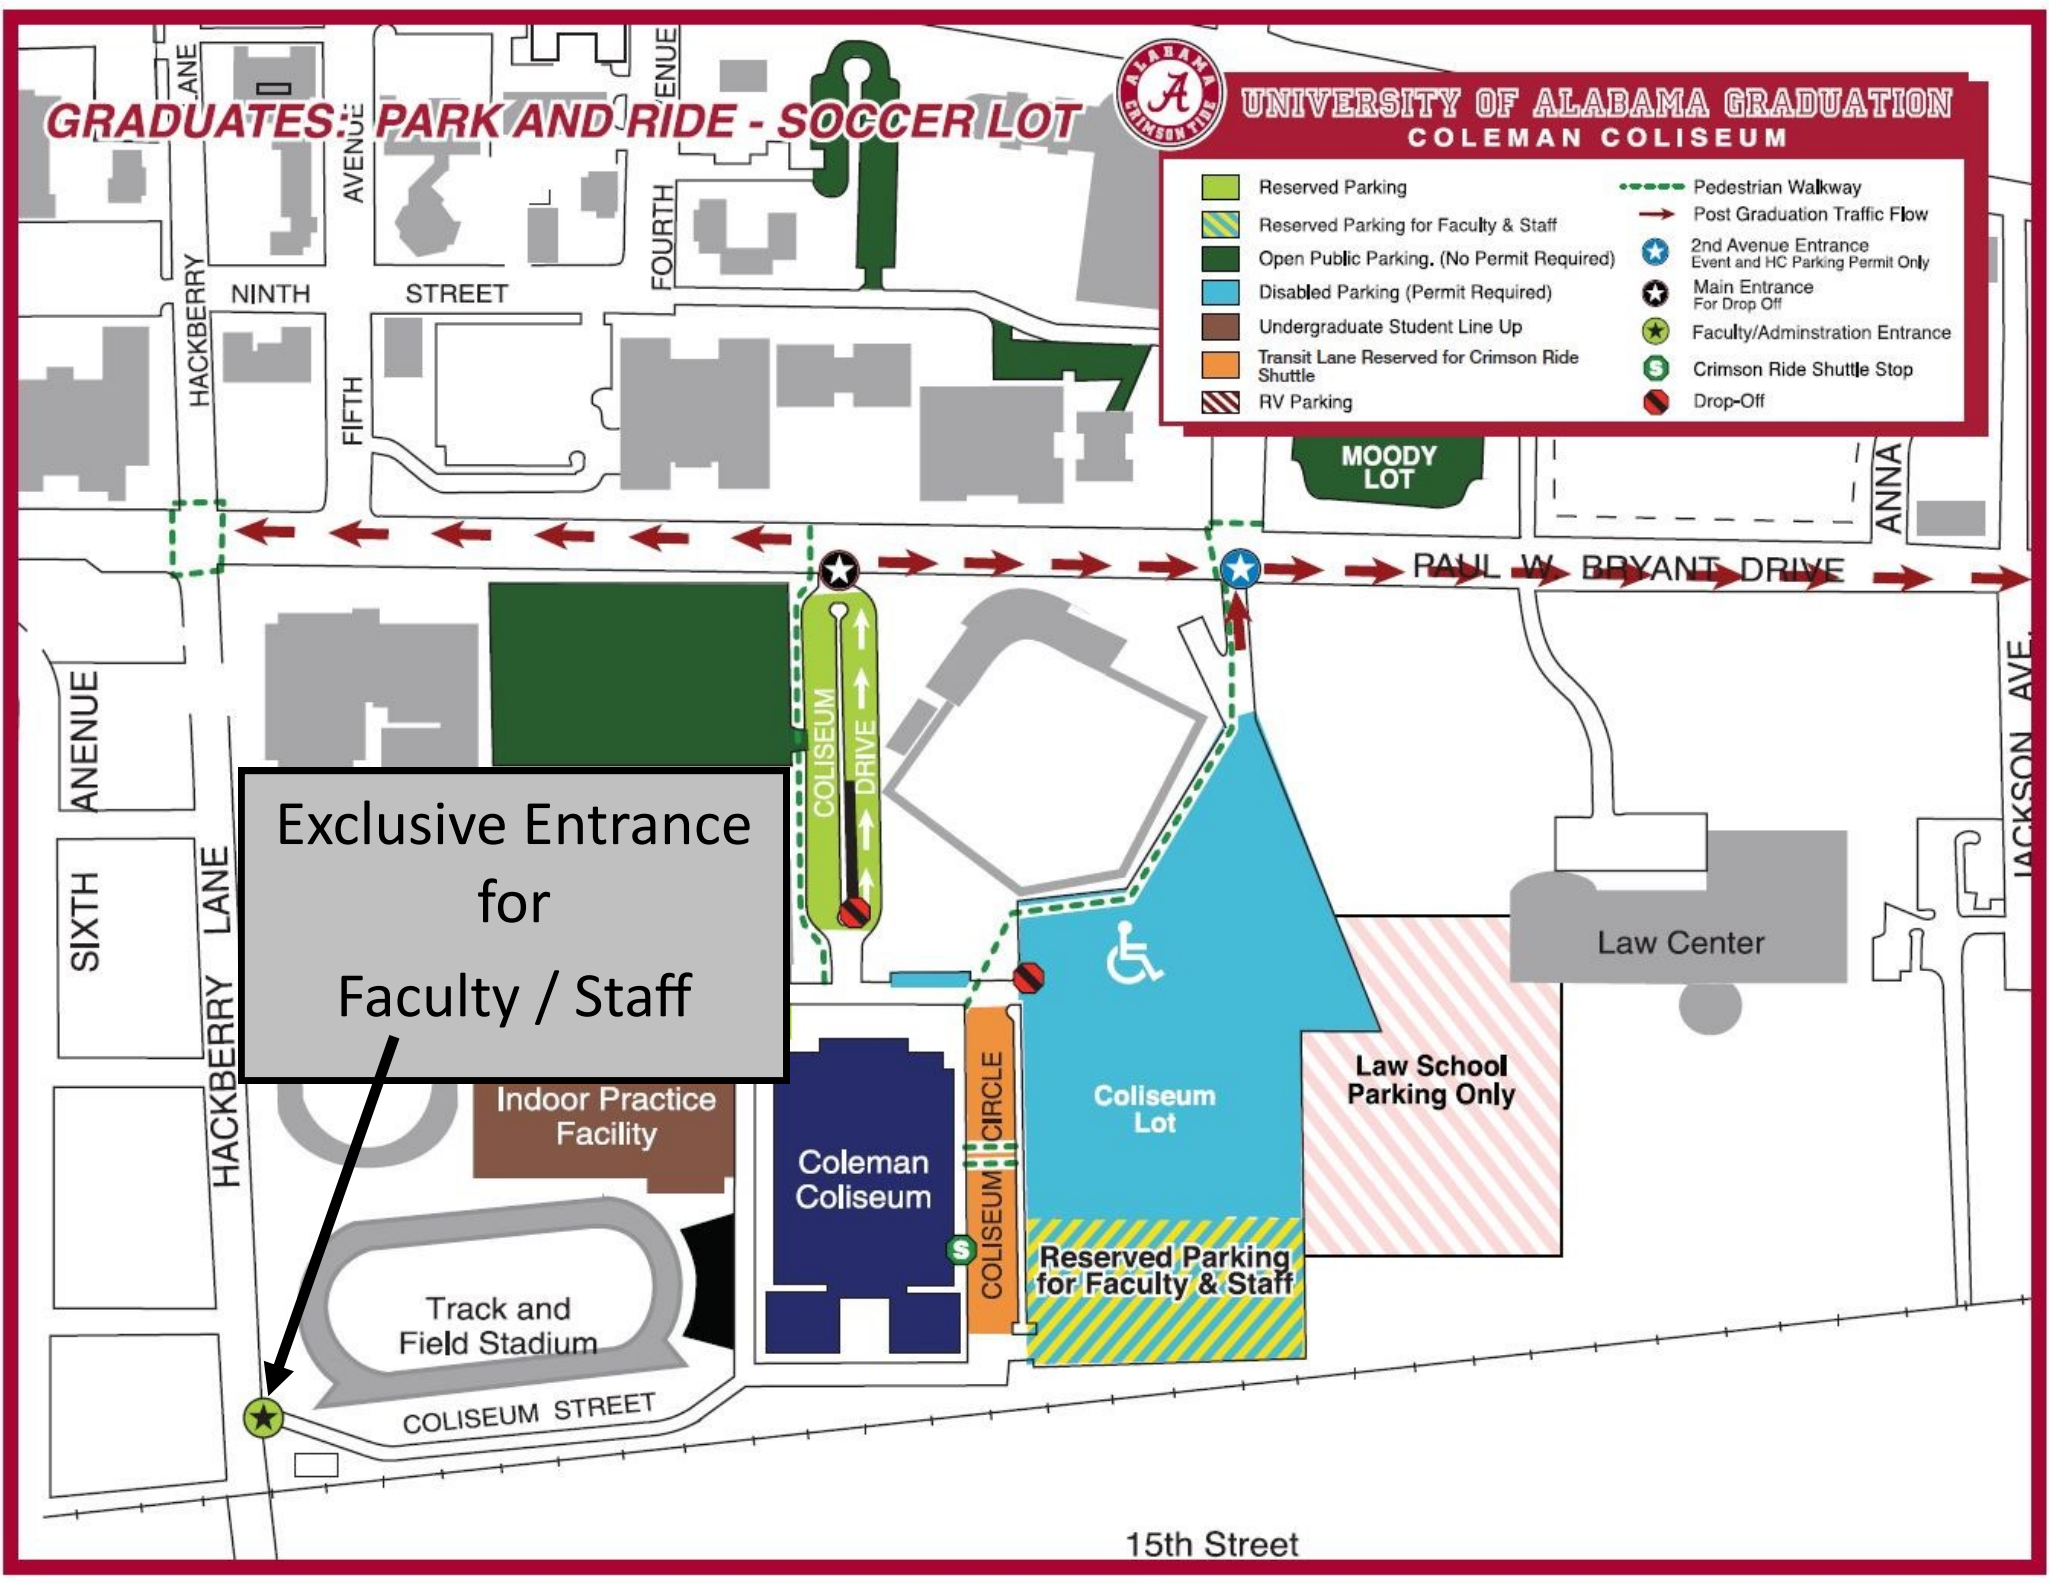 GRADUATES: PARK AND RIDE - SOCCER LOT
ALABAMA
A
CRIMSON TIDE
UNIVERSITY OF ALABAMA GRADUATION
COLEMAN COLISEUM
Reserved Parking
Reserved Parking for Faculty & Staff
Open Public Parking. (No Permit Required)
Disabled Parking (Permit Required)
Undergraduate Student Line Up
Transit Lane Reserved for Crimson Ride
Shuttle
RV Parking
Pedestrian Walkway
Post Graduation Traffic Flow
2nd Avenue Entrance
Event and HC Parking Permit Only
Main Entrance
For Drop Off
Faculty/Adminstration Entrance
S
Crimson Ride Shuttle Stop
Drop-Off
HACKBERRY LANE
FIFTH AVENUE
FOURTH AVENUE
NINTH STREET
MOODY
LOT
ANNA
PAUL W BRYANT DRIVE
JACKSON AVE.
SIXTH ANENUE
HACKBERRY LANE
COLISEUM DRIVE
Exclusive Entrance
for
Faculty / Staff
Law Center
Law School
Parking Only
Coliseum
Lot
Indoor Practice
Facility
Coleman
Coliseum
COLISEUM CIRCLE
S
Reserved Parking
for Faculty & Staff
Track and
Field Stadium
COLISEUM STREET
15th Street